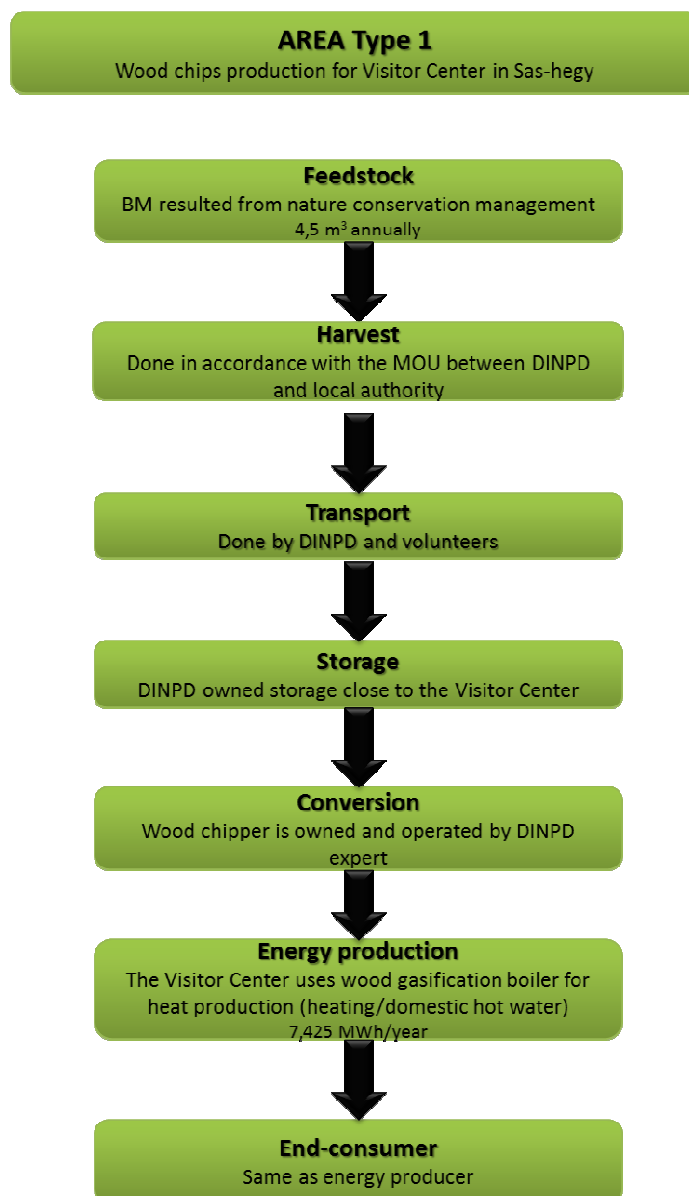 AREA Type 1
Wood chips production for Visitor Center in Sas-hegy
Feedstock
BM resulted from nature conservation management
4,5 m³ annually
Harvest
Done in accordance with the MOU between DINPD
and local authority
Transport
Done by DINPD and volunteers
Storage
DINPD owned storage close to the Visitor Center
Conversion
Wood chipper is owned and operated by DINPD
expert
Energy production
The Visitor Center uses wood gasification boiler for
heat production (heating/domestic hot water)
7,425 MWh/year
End-consumer
Same as energy producer